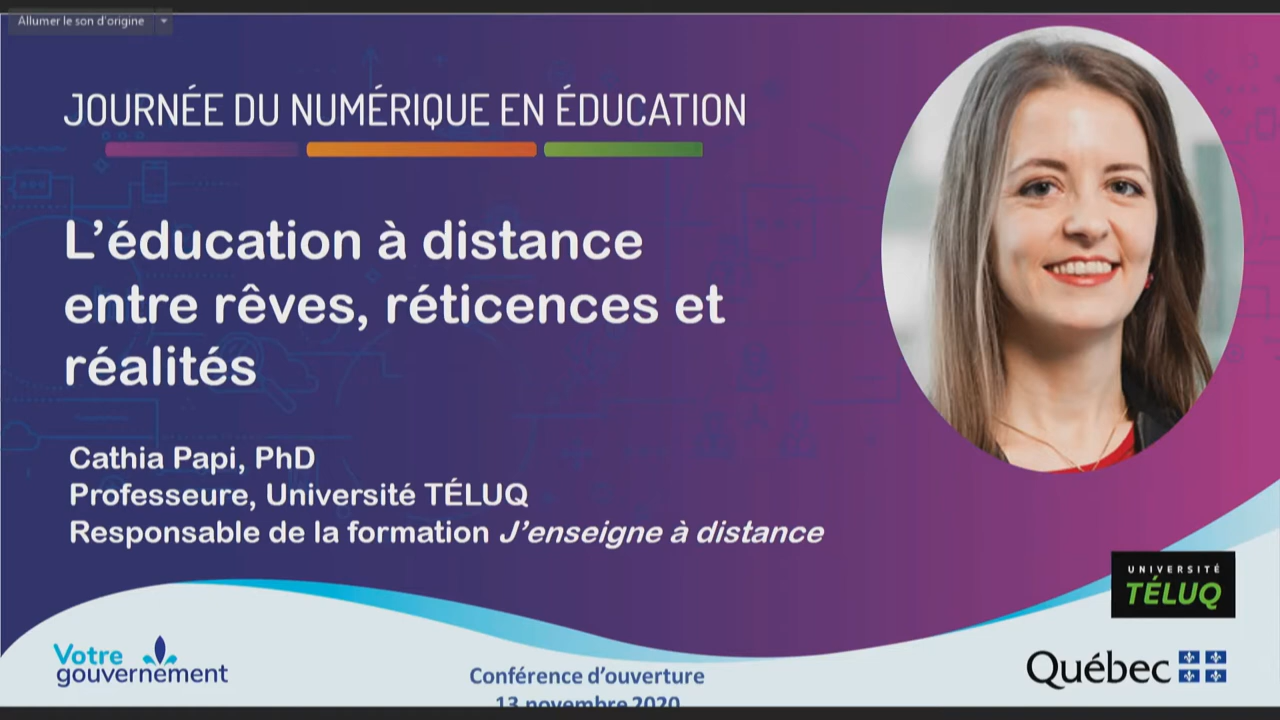 Allumer le son d'origine
JOURNÉE DU NUMÉRIQUE EN ÉDUCATION
L'éducation à distance
entre rêves, réticences et
réalités
Cathia Papi, PhD
Professeure, Université TÉLUQ
Responsable de la formation J'enseigne à distance
UNIVERSITÉ
TÉLUQ
Votre
gouvernement
Québec
Conférence d'ouverture
13 novembre 2020